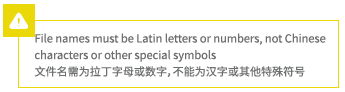 File names must be Latin letters or numbers, not Chinese
characters or other special symbols
文件名需为拉丁字母或数字，不能为汉字或其他特殊符号